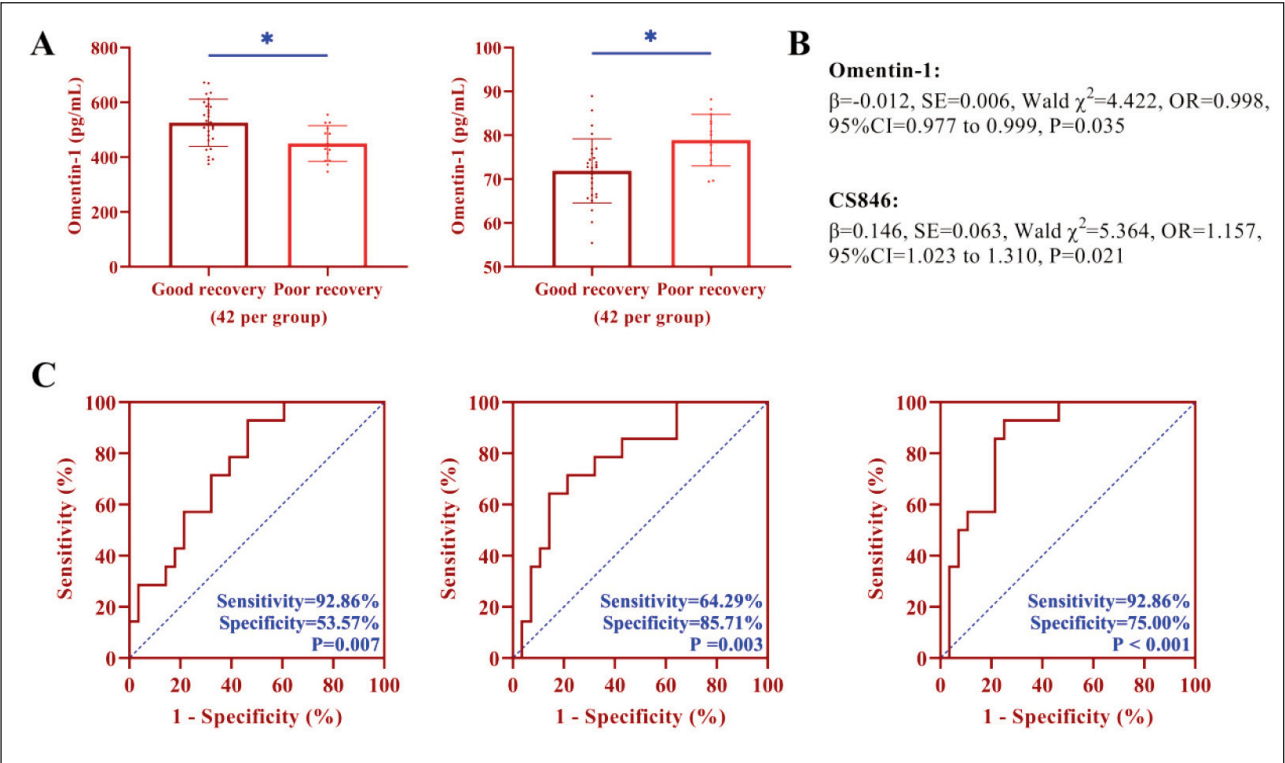 A
B
Omentin-1 (pg/mL)
800
600
400
200
0
*
Good recovery Poor recovery
(42 per group)
Omentin-1 (pg/mL)
100
90
80
70
60
50
*
Good recovery Poor recovery
(42 per group)
Omentin-1:
β=-0.012, SE=0.006, Wald χ²=4.422, OR=0.998,
95%CI=0.977 to 0.999, P=0.035
CS846:
β=0.146, SE=0.063, Wald χ²=5.364, OR=1.157,
95%CI=1.023 to 1.310, P=0.021
C
Sensitivity (%)
100
80
60
40
20
0
Sensitivity=92.86%
Specificity=53.57%
P=0.007
0 20 40 60 80 100
1 - Specificity (%)
Sensitivity (%)
100
80
60
40
20
0
Sensitivity=64.29%
Specificity=85.71%
P =0.003
0 20 40 60 80 100
1 - Specificity (%)
Sensitivity (%)
100
80
60
40
20
0
Sensitivity=92.86%
Specificity=75.00%
P < 0.001
0 20 40 60 80 100
1 - Specificity (%)